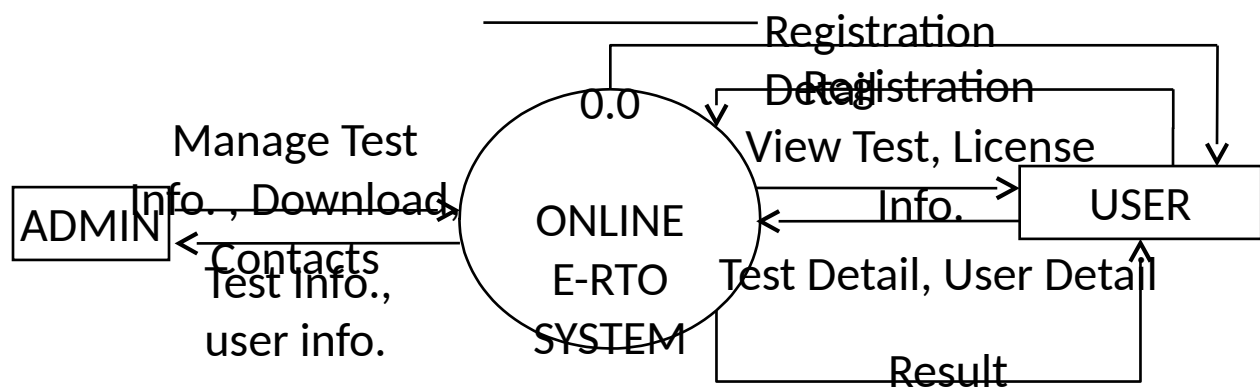 Registration
Detail
Registration
0.0
Manage Test
Info. , Download,
Contacts
View Test, License
Info.
ADMIN
USER
ONLINE
E-RTO
SYSTEM
Test Info.,
user info.
Test Detail, User Detail
Result